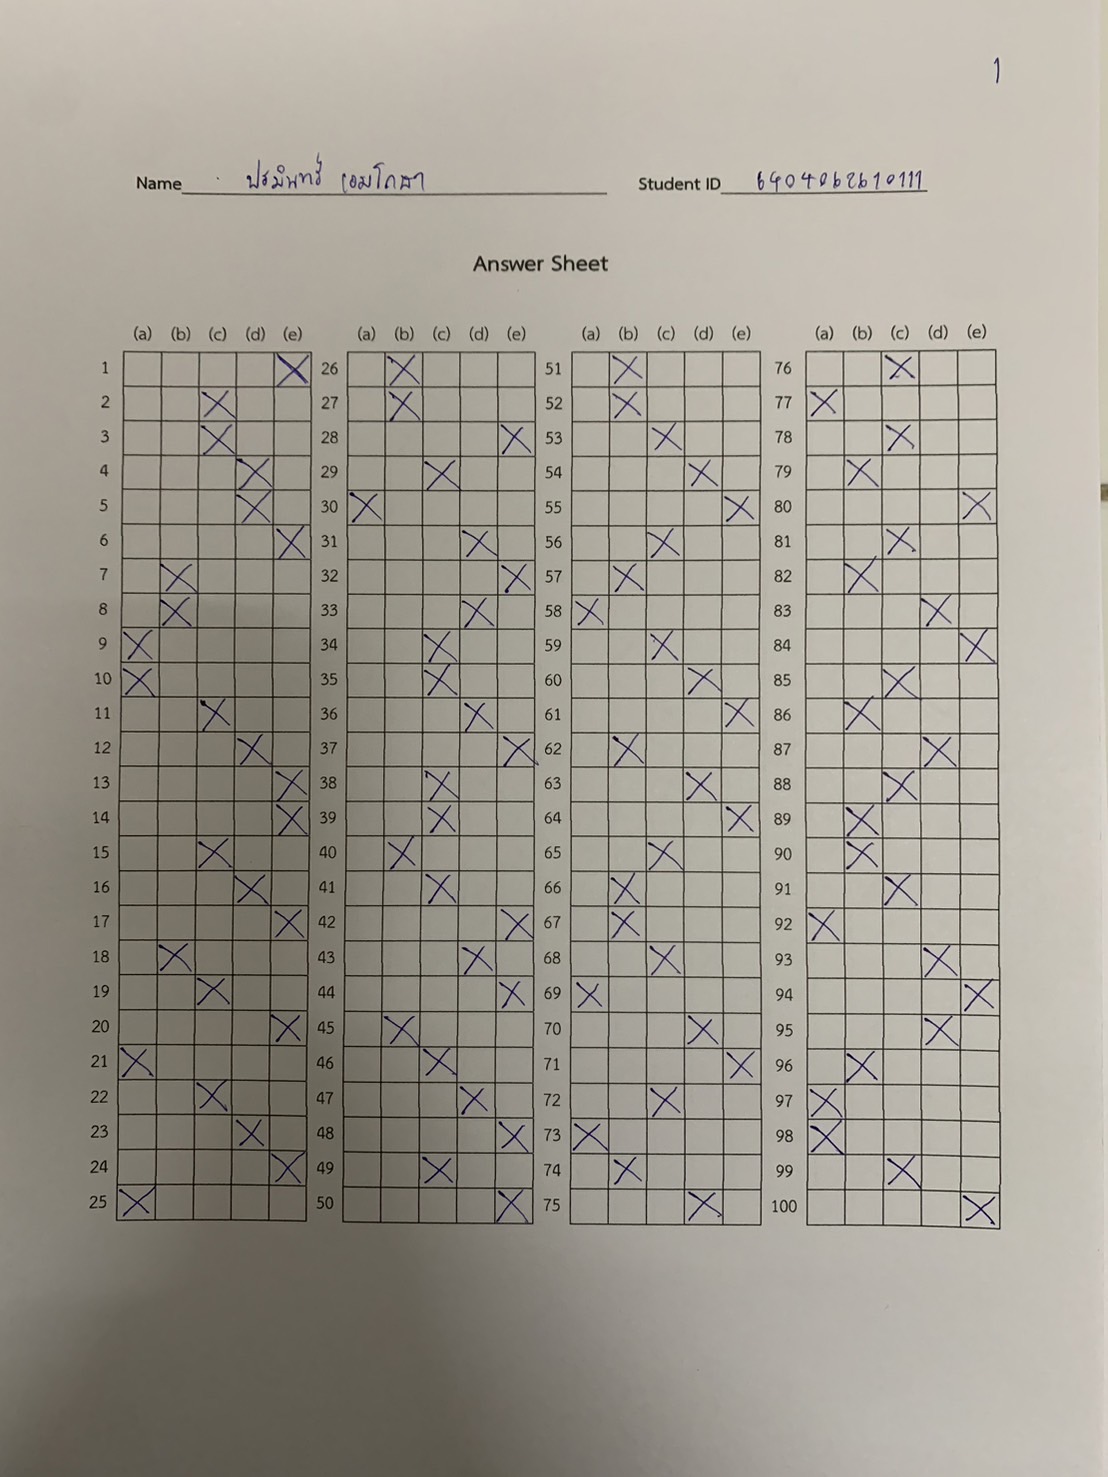 1
Name ปรมินทร์ เอมโกษา Student ID 6404062610111
Answer Sheet
(a) (b) (c) (d) (e) (a) (b) (c) (d) (e) (a) (b) (c) (d) (e) (a) (b) (c) (d) (e)
1 26 51 76
2 27 52 77
3 28 53 78
4 29 54 79
5 30 55 80
6 31 56 81
7 32 57 82
8 33 58 83
9 34 59 84
10 35 60 85
11 36 61 86
12 37 62 87
13 38 63 88
14 39 64 89
15 40 65 90
16 41 66 91
17 42 67 92
18 43 68 93
19 44 69 94
20 45 70 95
21 46 71 96
22 47 72 97
23 48 73 98
24 49 74 99
25 50 75 100